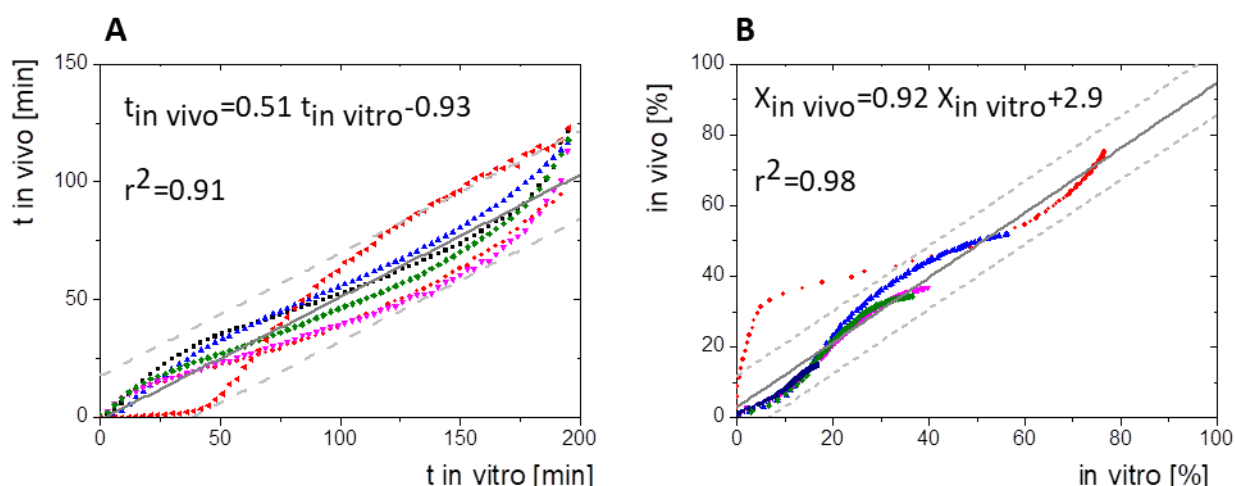 A
t in vivo [min]
150
100
50
0
t in vivo=0.51 t in vitro-0.93
r2=0.91
0 50 100 150 200
t in vitro [min]
B
in vivo [%]
100
80
60
40
20
0
X in vivo=0.92 X in vitro+2.9
r2=0.98
0 20 40 60 80 100
in vitro [%]